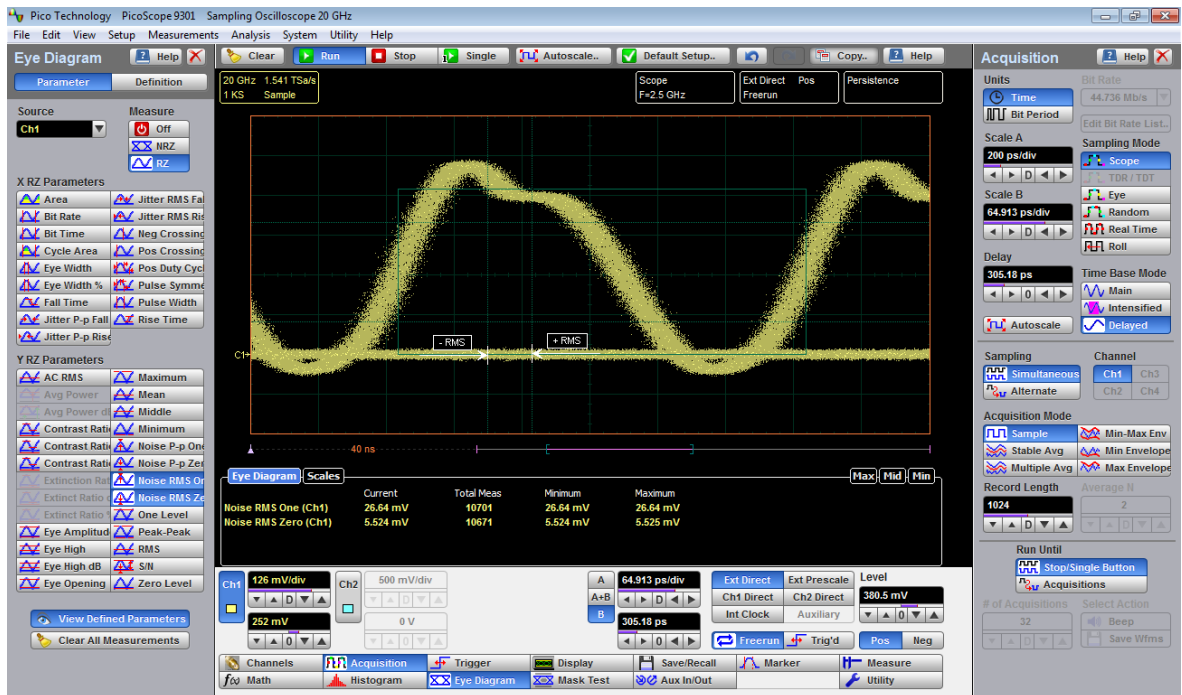 Pico Technology PicoScope 9301 Sampling Oscilloscope 20 GHz
File Edit View Setup Measurements Analysis System Utility Help
Eye Diagram Help
Clear Run Stop Single Autoscale.. Default Setup.. Copy.. Help
Acquisition Help
Parameter Definition
Source Measure
Ch1 Off
NRZ
RZ
X RZ Parameters
Area Jitter RMS Fal
Bit Rate Jitter RMS Ris
Bit Time Neg Crossing
Cycle Area Pos Crossing
Eye Width Pos Duty Cycl
Eye Width % Pulse Symme
Fall Time Pulse Width
Jitter P-p Fall Rise Time
Jitter P-p Rise
Y RZ Parameters
AC RMS Maximum
Avg Power Mean
Avg Power dB Middle
Contrast Ratio Minimum
Contrast Ratio Noise P-p One
Contrast Ratio Noise P-p Zer
Extinction Rat Noise RMS On
Extinct Ratio d Noise RMS Ze
Extinct Ratio % One Level
Eye Amplitud Peak-Peak
Eye High RMS
Eye High dB S/N
Eye Opening Zero Level
View Defined Parameters
Clear All Measurements
20 GHz 1.541 TSa/s
1 KS Sample
Scope
F=2.5 GHz
Ext Direct Pos
Freerun
Persistence
C1+
- RMS
+ RMS
40 ns
Eye Diagram Scales Max Mid Min
Current Total Meas Minimum Maximum
Noise RMS One (Ch1) 26.64 mV 10701 26.64 mV 26.64 mV
Noise RMS Zero (Ch1) 5.524 mV 10671 5.524 mV 5.525 mV
Ch1 126 mV/div Ch2 500 mV/div
D D
252 mV 0 V
0 0
A 64.913 ps/div
A+B D
B 305.18 ps
0
Ext Direct Ext Prescale Level
Ch1 Direct Ch2 Direct 380.5 mV
Int Clock Auxiliary 0
Freerun Trig'd Pos Neg
Channels Acquisition Trigger Display Save/Recall Marker Measure
f(x) Math Histogram Eye Diagram Mask Test Aux In/Out Utility
Units Bit Rate
Time 44.736 Mb/s
Bit Period Edit Bit Rate List..
Scale A Sampling Mode
200 ps/div Scope
D TDR / TDT
Scale B Eye
64.913 ps/div Random
D Real Time
Roll
Delay
305.18 ps Time Base Mode
0 Main
Intensified
Autoscale Delayed
Sampling Channel
Simultaneous Ch1 Ch3
Alternate Ch2 Ch4
Acquisition Mode
Sample Min-Max Env
Stable Avg Min Envelope
Multiple Avg Max Envelope
Record Length Average N
1024 2
D D
Run Until
Stop/Single Button
Acquisitions
# of Acquisitions Select Action
32 Beep
D Save Wfms